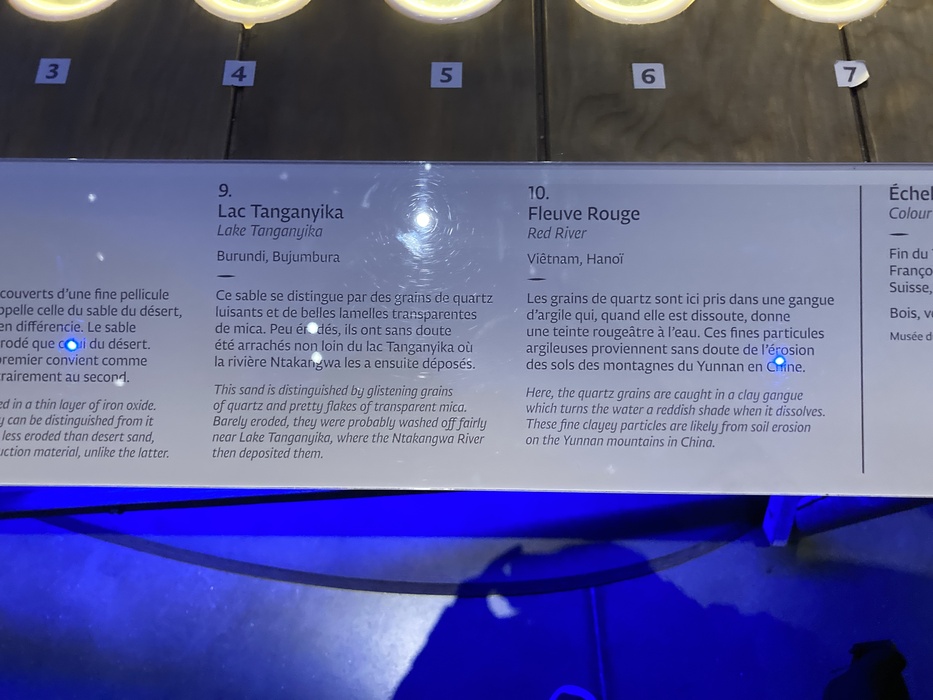 3
4
5
6
7
couverts d'une fine pellicule
ppelle celle du sable du désert,
en différencie. Le sable
rodé que celui du désert.
premier convient comme
rairement au second.
ed in a thin layer of iron oxide.
y can be distinguished from it
less eroded than desert sand,
uction material, unlike the latter.
9.
Lac Tanganyika
Lake Tanganyika
Burundi, Bujumbura
Ce sable se distingue par des grains de quartz
luisants et de belles lamelles transparentes
de mica. Peu érodés, ils ont sans doute
été arrachés non loin du lac Tanganyika où
la rivière Ntakangwa les a ensuite déposés.
This sand is distinguished by glistening grains
of quartz and pretty flakes of transparent mica.
Barely eroded, they were probably washed off fairly
near Lake Tanganyika, where the Ntakangwa River
then deposited them.
10.
Fleuve Rouge
Red River
Viêtnam, Hanoï
Les grains de quartz sont ici pris dans une gangue
d'argile qui, quand elle est dissoute, donne
une teinte rougeâtre à l'eau. Ces fines particules
argileuses proviennent sans doute de l'érosion
des sols des montagnes du Yunnan en Chine.
Here, the quartz grains are caught in a clay gangue
which turns the water a reddish shade when it dissolves.
These fine clayey particles are likely from soil erosion
on the Yunnan mountains in China.
Échel
Colour
Fin du
Franço
Suisse,
Bois, v
Musée d